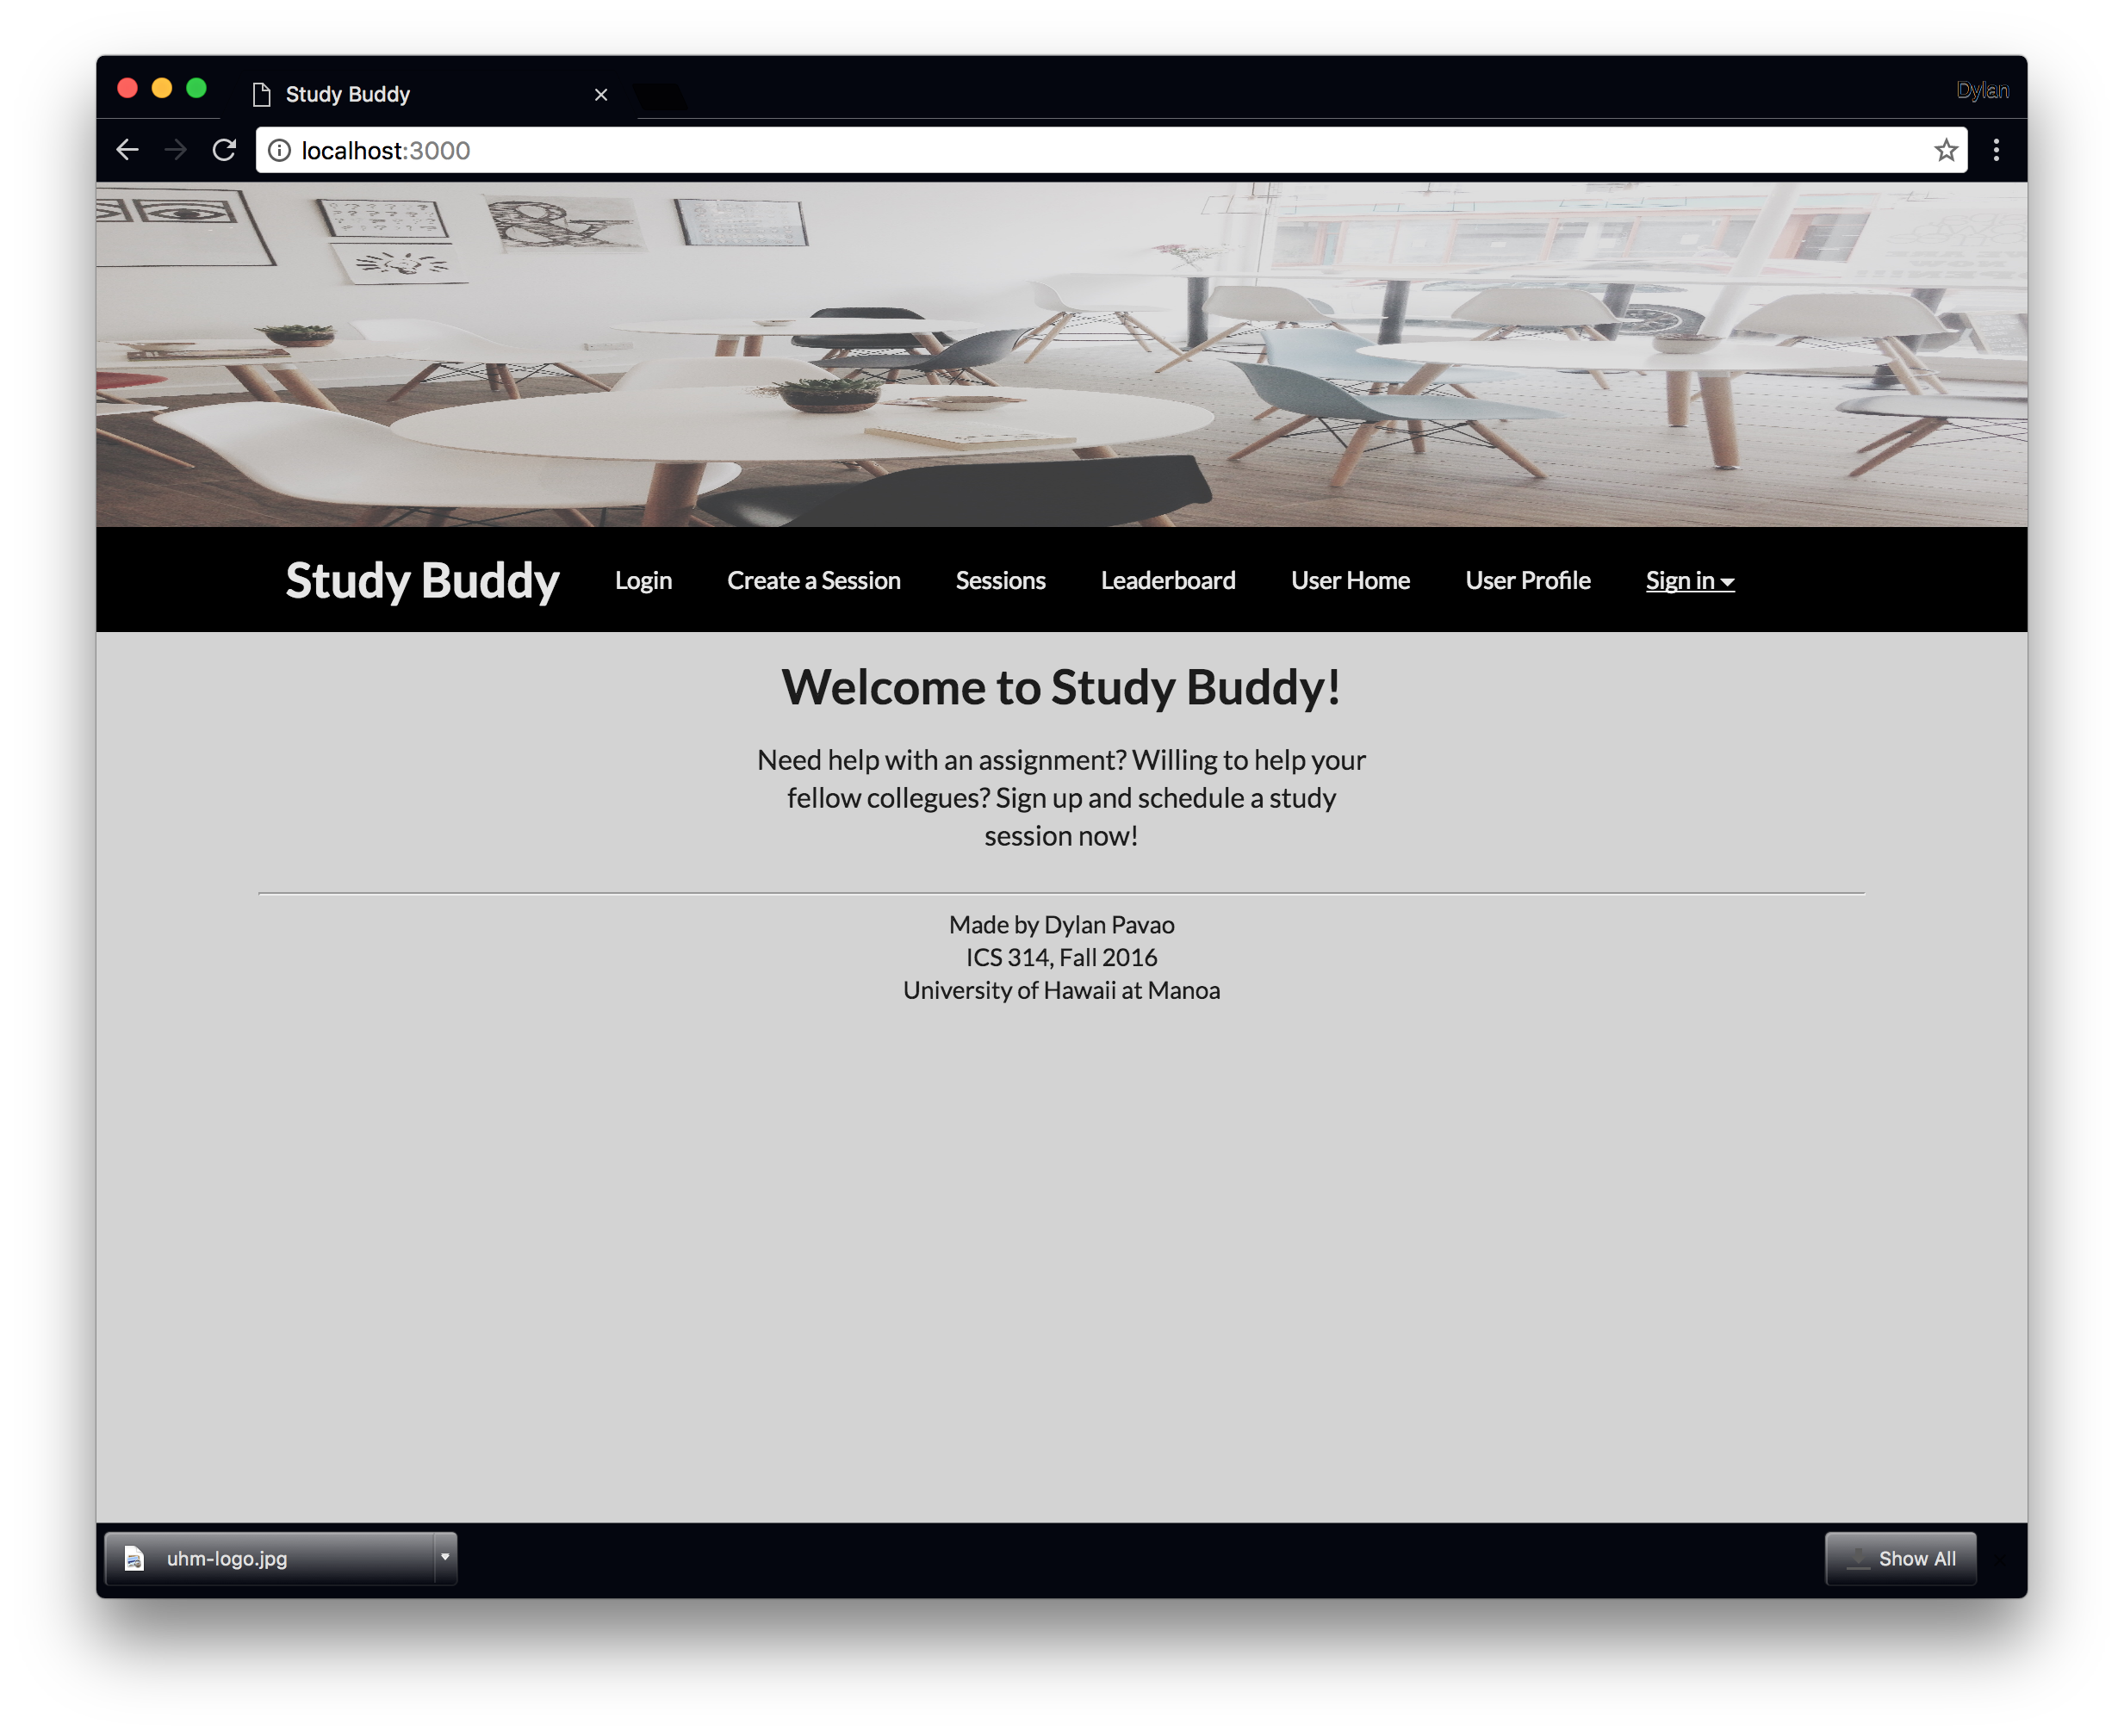 Study Buddy
Dylan
localhost:3000
Study Buddy Login Create a Session Sessions Leaderboard User Home User Profile Sign in
Welcome to Study Buddy!
Need help with an assignment? Willing to help your
fellow collegues? Sign up and schedule a study
session now!
Made by Dylan Pavao
ICS 314, Fall 2016
University of Hawaii at Manoa
uhm-logo.jpg
Show All